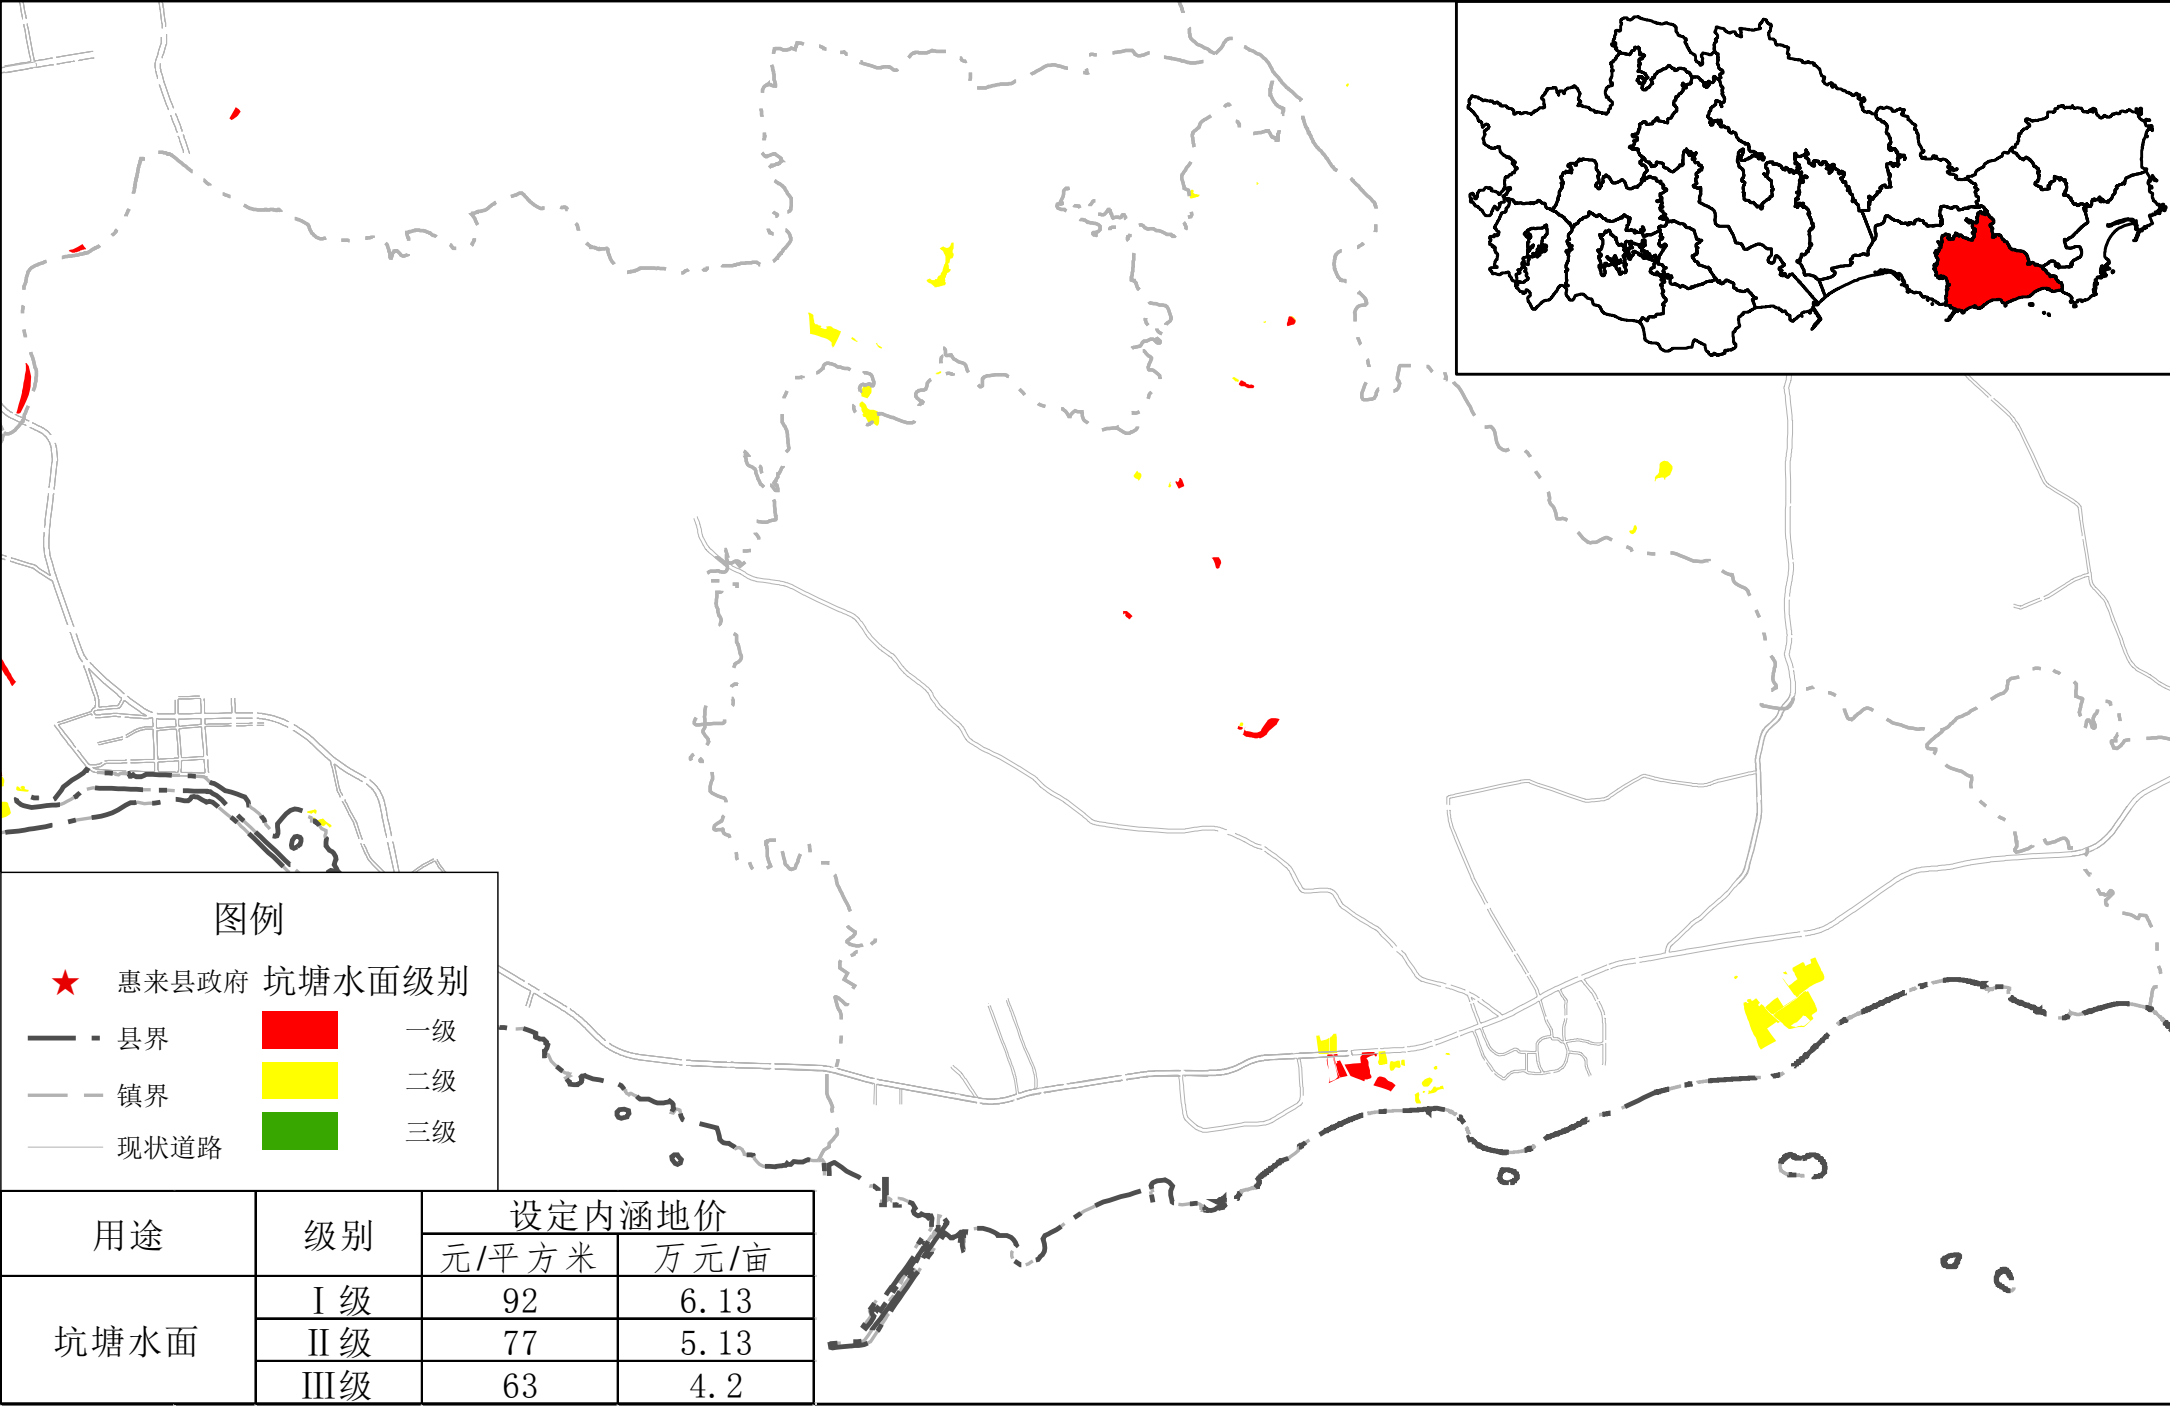 图例
惠来县政府
坑塘水面级别
县界
一级
镇界
二级
现状道路
三级
用途 级别 设定内涵地价
元/平方米 万元/亩
坑塘水面
Ⅰ级 92 6.13
Ⅱ级 77 5.13
Ⅲ级 63 4.2